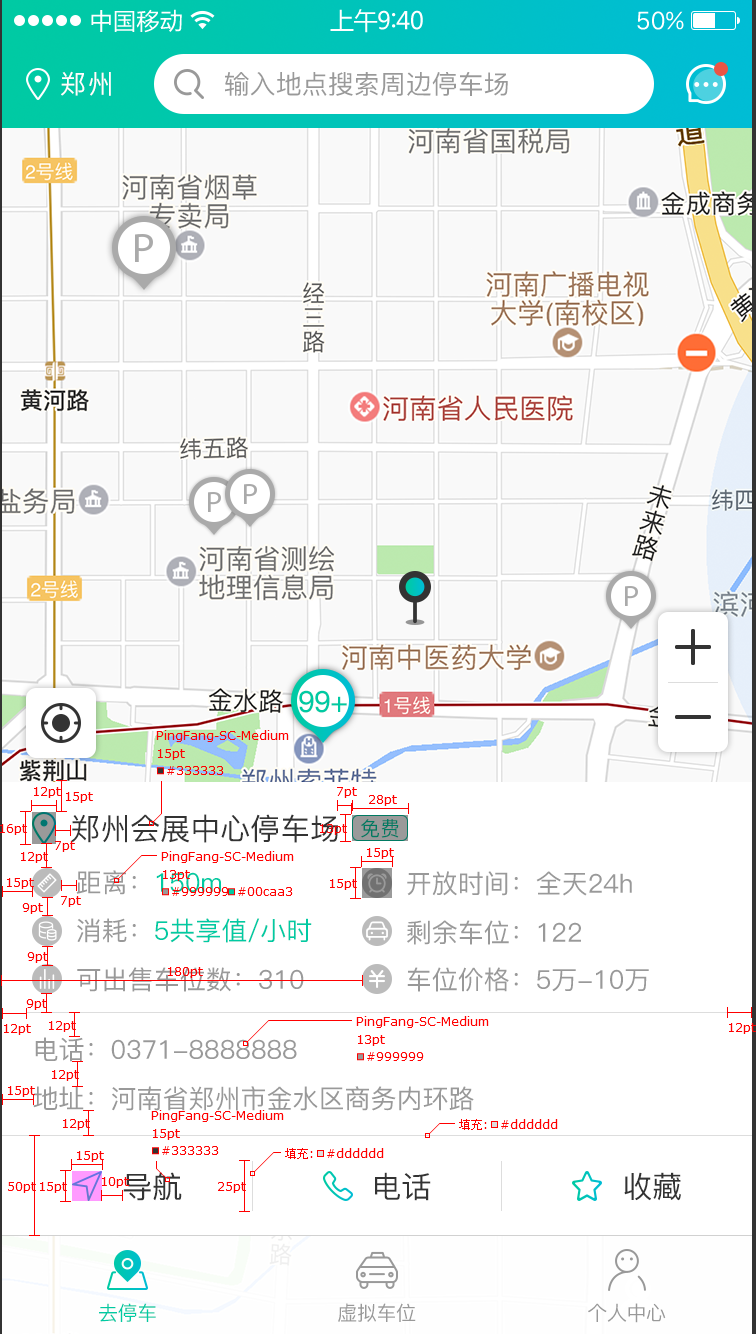 中国移动 上午9:40 50%
郑州 输入地点搜索周边停车场
河南省国税局
道
2号线
河南省烟草
专卖局
金成商务
P
经三路
河南广播电视
大学(南校区)
黄
黄河路
河南省人民医院
纬五路
P P
盐务局
未来路
纬四
河南省测绘
地理信息局
2号线
P
滨河
河南中医药大学
金水路 99+ 1号线 金
紫荆山
郑州索菲特
PingFang-SC-Medium
15pt
#333333
12pt 15pt 7pt 28pt
16pt 郑州会展中心停车场 免费
7pt
12pt PingFang-SC-Medium 15pt
13pt
15pt 距离：150m 15pt 开放时间：全天24h
#999999 #00caa3
7pt
9pt
消耗：5共享值/小时 剩余车位：122
9pt
180pt
可出售车位数：310 车位价格：5万-10万
9pt
12pt 12pt PingFang-SC-Medium 12pt
13pt
电话：0371-8888888 #999999
12pt
15pt 地址：河南省郑州市金水区商务内环路
12pt PingFang-SC-Medium 填充: #dddddd
15pt
#333333 填充: #dddddd
15pt
50pt 15pt 10pt 导航 25pt 电话 收藏
路
去停车 虚拟车位 个人中心